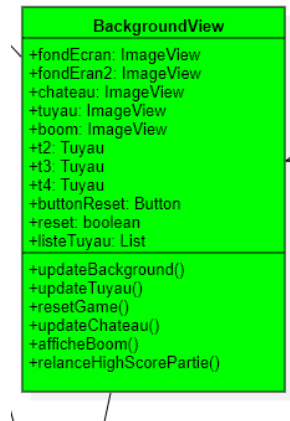 BackgroundView
+fondEcran: ImageView
+fondEran2: ImageView
+chateau: ImageView
+tuyau: ImageView
+boom: ImageView
+t2: Tuyau
+t3: Tuyau
+t4: Tuyau
+buttonReset: Button
+reset: boolean
+listeTuyau: List
+updateBackground()
+updateTuyau()
+resetGame()
+updateChateau()
+afficheBoom()
+relanceHighScorePartie()